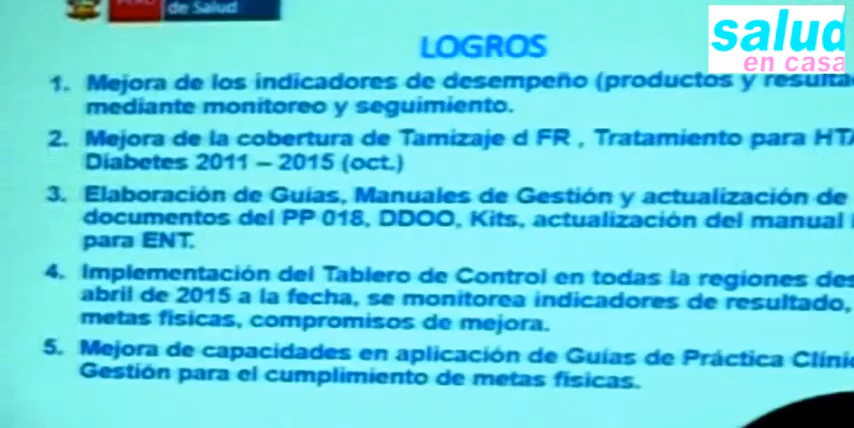 PERÚ
de Salud
salud
en casa
LOGROS
1. Mejora de los indicadores de desempeño (productos y
mediante monitoreo y seguimiento.
2. Mejora de la cobertura de Tamizaje d FR , Tratamiento para
Diabetes 2011 – 2015 (oct.)
3. Elaboración de Guías, Manuales de Gestión y actualización de
documentos del PP 018, DDOO, Kits, actualización del manual
para ENT.
4. Implementación del Tablero de Control en todas la regiones
abril de 2015 a la fecha, se monitorea indicadores de resultado,
metas físicas, compromisos de mejora.
5. Mejora de capacidades en aplicación de Guías de Práctica
Gestión para el cumplimiento de metas físicas.